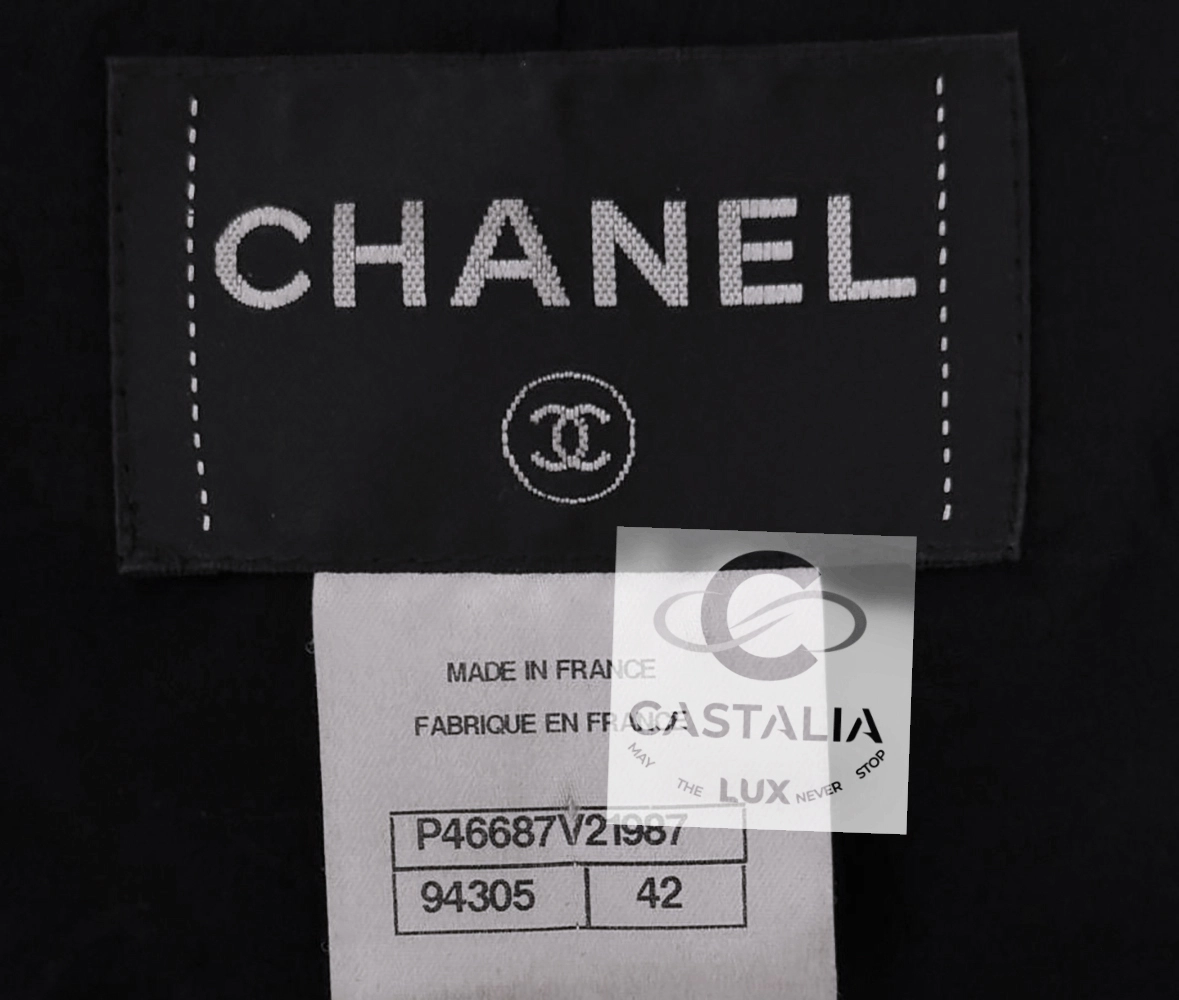 CHANEL
MADE IN FRANCE
FABRIQUE EN FRANCE
CASTALIA
MAY THE LUX NEVER STOP
P46687V21987
94305 42